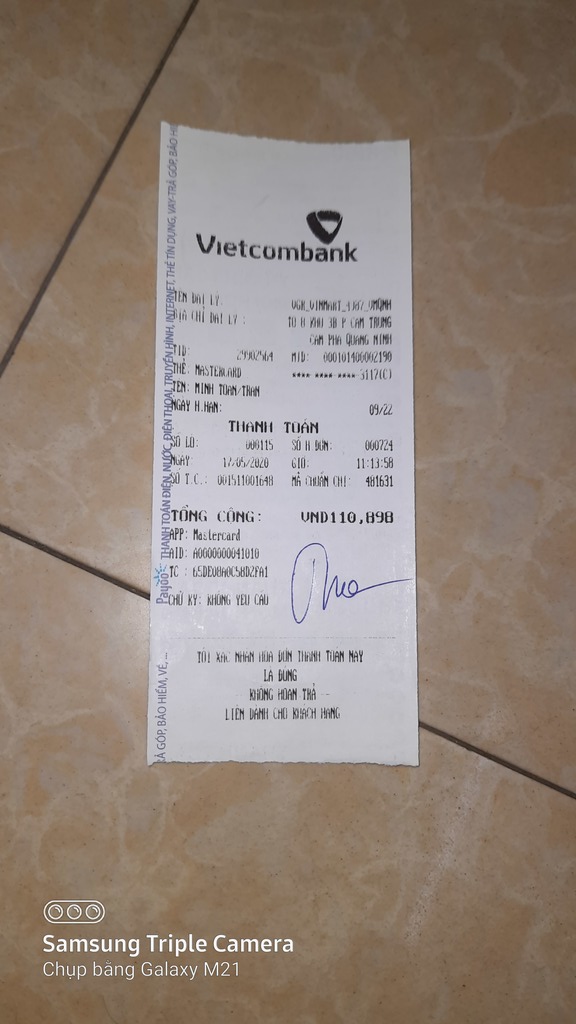 Vietcombank
TÊN ĐẠI LÝ: VGR_VINMART_4387_VMQNH
ĐỊA CHỈ ĐẠI LÝ: TO 8 KHU 3B P CAM TRUNG
CAM PHA QUANG NINH
TID: 29902564 MID: 000101400002190
THẺ: MASTERCARD **** **** **** 3117(C)
TÊN: MINH TOAN/TRAN
NGÀY H.HAN: 09/22
THANH TOÁN
SỐ LÔ: 000115 SỐ H ĐƠN: 000724
NGÀY: 17/05/2020 GIỜ: 11:13:58
SỐ T.C.: 001511001648 MÃ CHUẨN CHI: 481631
TỔNG CỘNG: VND110,898
APP: Mastercard
AID: A0000000041010
TC : 65DE08A0C58D2FA1
CHỮ KÝ: KHÔNG YÊU CẦU
TÔI XÁC NHẬN HÓA ĐƠN THANH TOÁN NÀY
LÀ ĐÚNG
KHÔNG HOÀN TRẢ
LIÊN DÀNH CHO KHÁCH HÀNG
Payoo THANH TOÁN ĐIỆN, NƯỚC, ĐIỆN THOẠI, TRUYỀN HÌNH, INTERNET, THẺ TÍN DỤNG, VAY-TRẢ GÓP, BẢO HI
Ả GÓP, BẢO HIỂM, VÉ, ...
Samsung Triple Camera
Chụp bằng Galaxy M21